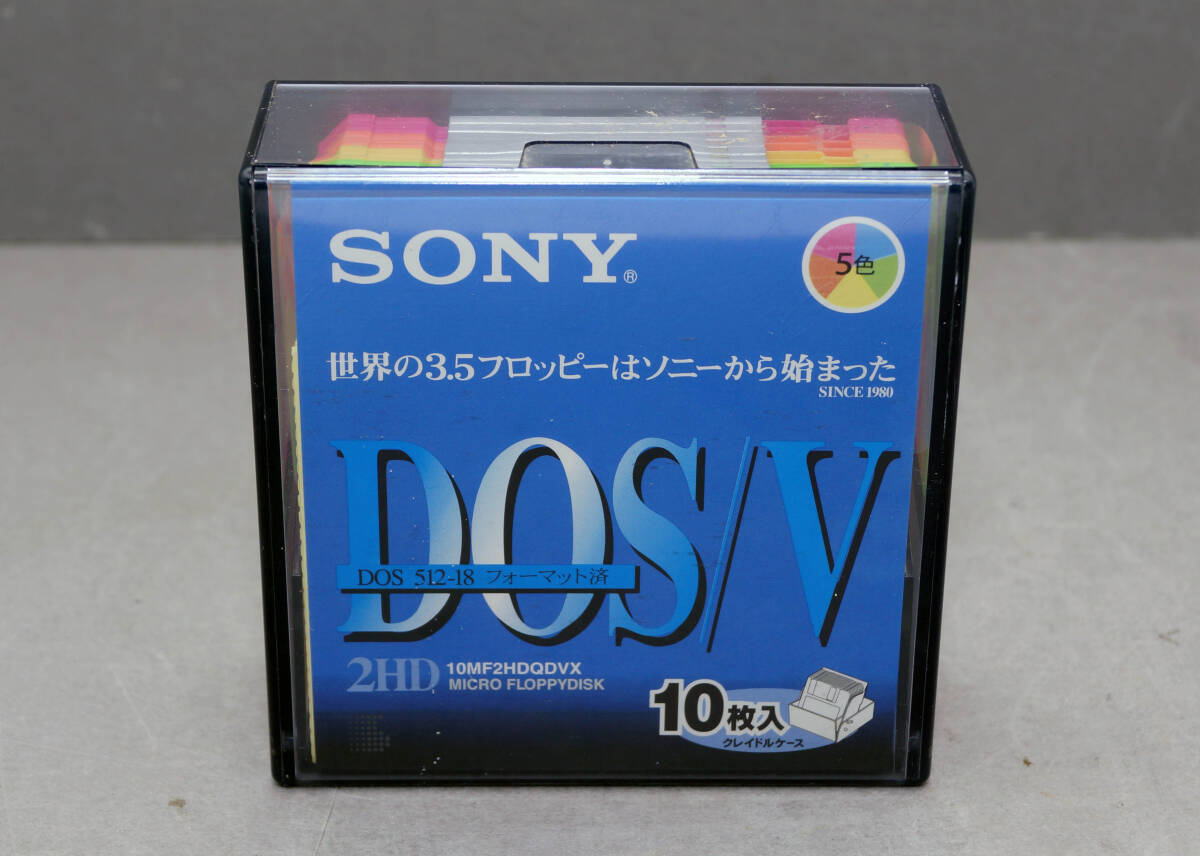 SONY®
5色
世界の3.5フロッピーはソニーから始まった
SINCE 1980
DOS/V
DOS 512-18 フォーマット済
2HD
10MF2HDQDVX
MICRO FLOPPYDISK
10枚入
クレイドルケース